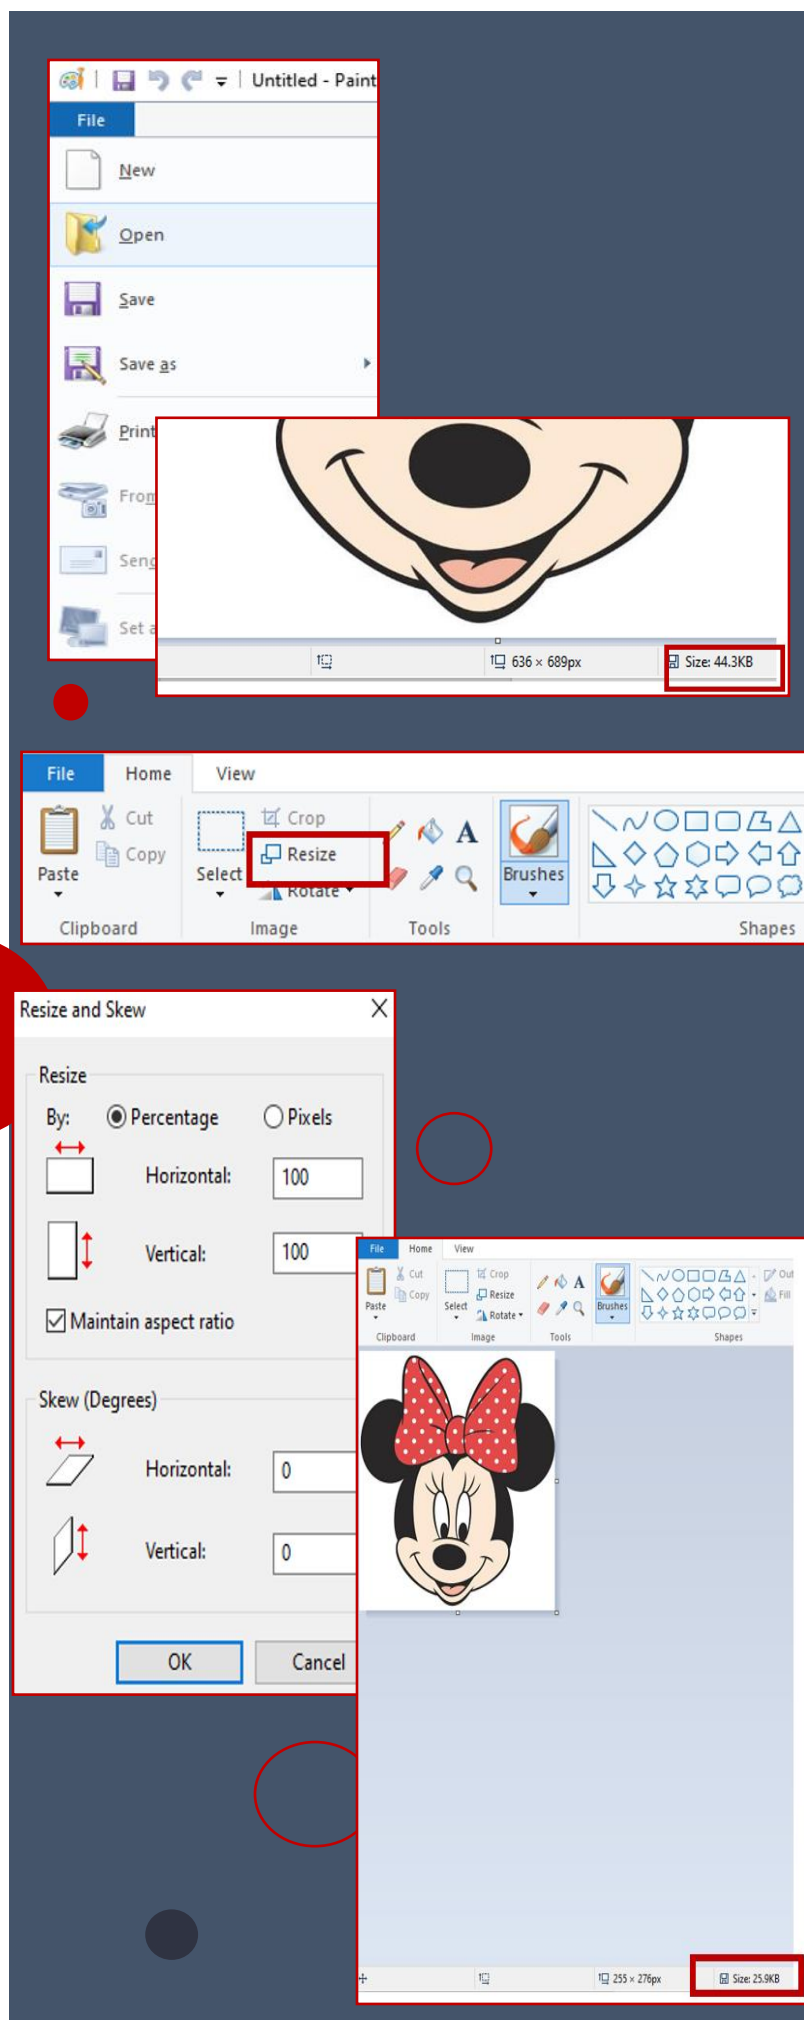 Untitled - Paint
File
New
Open
Save
Save as
Print
From
Send
Set a
636 × 689px
Size: 44.3KB
File Home View
Cut
Copy
Paste
Clipboard
Crop
Resize
Rotate
Select
Image
A
Tools
Brushes
Shapes
Resize and Skew
Resize
By: Percentage Pixels
Horizontal: 100
Vertical: 100
Maintain aspect ratio
Skew (Degrees)
Horizontal: 0
Vertical: 0
OK Cancel
File Home View
Cut
Copy
Paste
Clipboard
Crop
Resize
Rotate
Select
Image
A
Tools
Brushes
Out
Fill
Shapes
255 × 276px
Size: 25.9KB